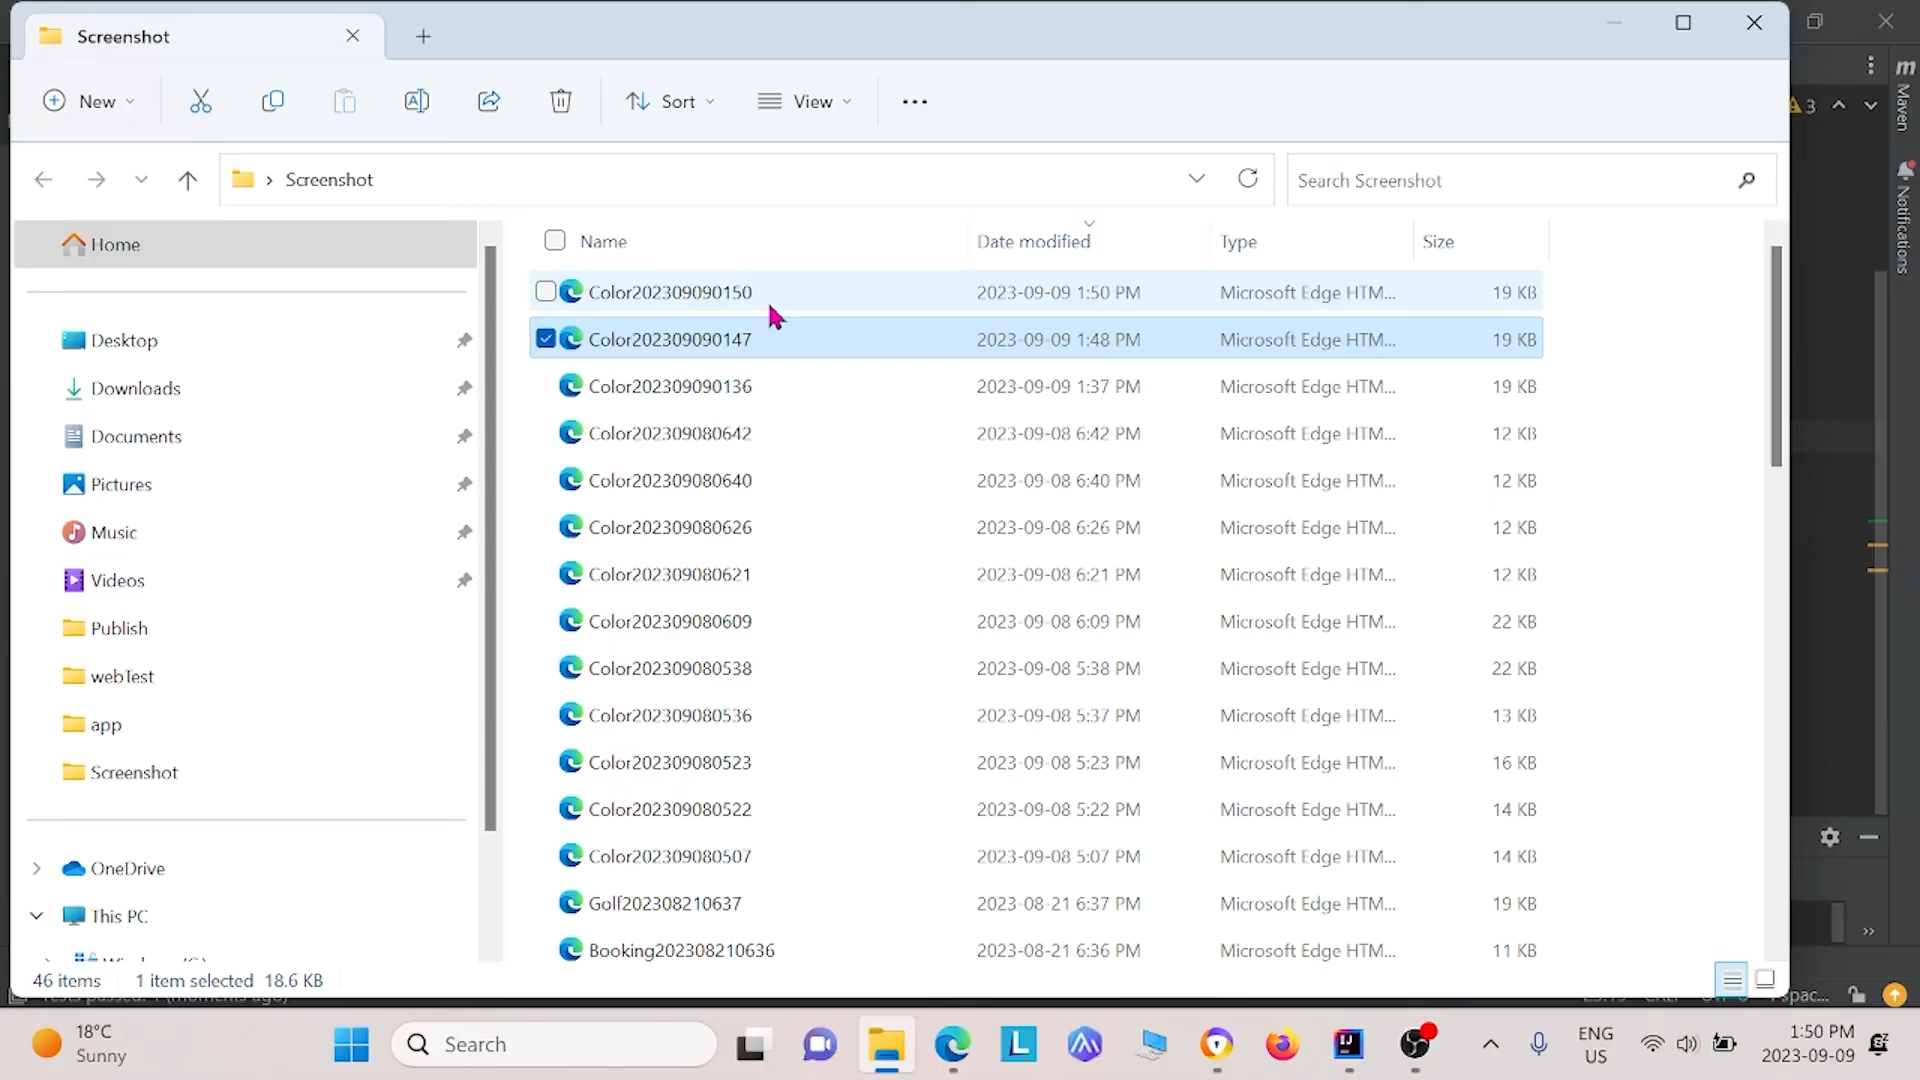 Screenshot
New
Sort
View
3
Maven
Notifications
Screenshot
Search Screenshot
Home
Desktop
Downloads
Documents
Pictures
Music
Videos
Publish
webTest
app
Screenshot
OneDrive
This PC
Name Date modified Type Size
Color202309090150 2023-09-09 1:50 PM Microsoft Edge HTM... 19 KB
Color202309090147 2023-09-09 1:48 PM Microsoft Edge HTM... 19 KB
Color202309090136 2023-09-09 1:37 PM Microsoft Edge HTM... 19 KB
Color202309080642 2023-09-08 6:42 PM Microsoft Edge HTM... 12 KB
Color202309080640 2023-09-08 6:40 PM Microsoft Edge HTM... 12 KB
Color202309080626 2023-09-08 6:26 PM Microsoft Edge HTM... 12 KB
Color202309080621 2023-09-08 6:21 PM Microsoft Edge HTM... 12 KB
Color202309080609 2023-09-08 6:09 PM Microsoft Edge HTM... 22 KB
Color202309080538 2023-09-08 5:38 PM Microsoft Edge HTM... 22 KB
Color202309080536 2023-09-08 5:37 PM Microsoft Edge HTM... 13 KB
Color202309080523 2023-09-08 5:23 PM Microsoft Edge HTM... 16 KB
Color202309080522 2023-09-08 5:22 PM Microsoft Edge HTM... 14 KB
Color202309080507 2023-09-08 5:07 PM Microsoft Edge HTM... 14 KB
Golf202308210637 2023-08-21 6:37 PM Microsoft Edge HTM... 19 KB
Booking202308210636 2023-08-21 6:36 PM Microsoft Edge HTM... 11 KB
46 items 1 item selected 18.6 KB
18°C
Sunny
Search
ENG
US
1:50 PM
2023-09-09